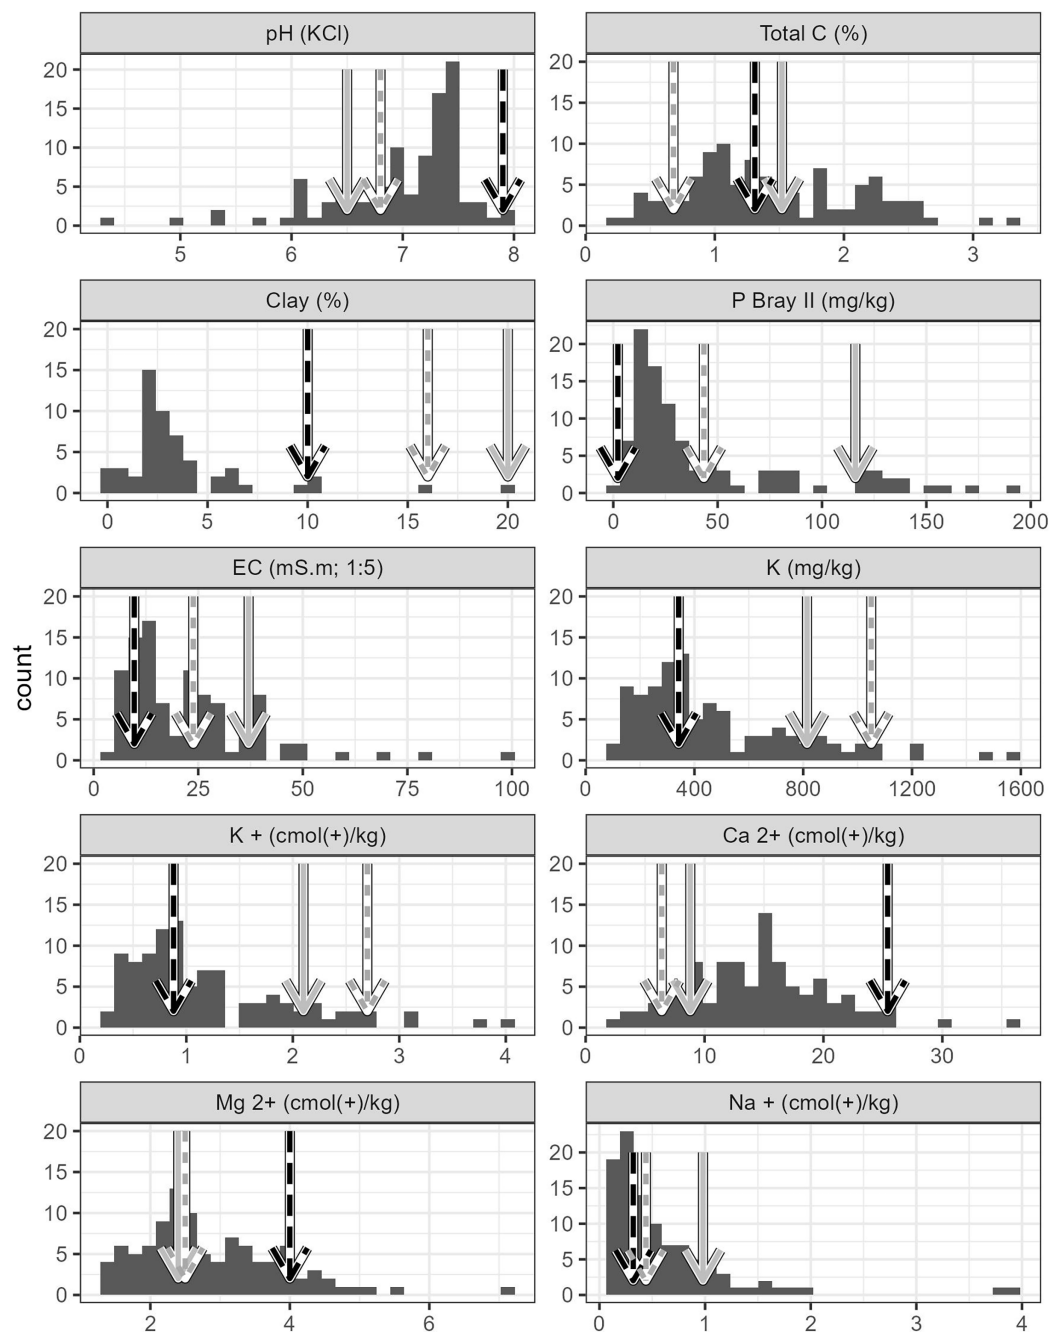 pH (KCl)
Total C (%)
20
15
10
5
0
5 6 7 8
20
15
10
5
0
0 1 2 3
Clay (%)
P Bray II (mg/kg)
20
15
10
5
0
0 5 10 15 20
20
15
10
5
0
0 50 100 150 200
EC (mS.m; 1:5)
K (mg/kg)
count
20
15
10
5
0
0 25 50 75 100
20
15
10
5
0
0 400 800 1200 1600
K + (cmol(+)/kg)
Ca 2+ (cmol(+)/kg)
20
15
10
5
0
0 1 2 3 4
20
15
10
5
0
0 10 20 30
Mg 2+ (cmol(+)/kg)
Na + (cmol(+)/kg)
20
15
10
5
0
2 4 6
20
15
10
5
0
0 1 2 3 4